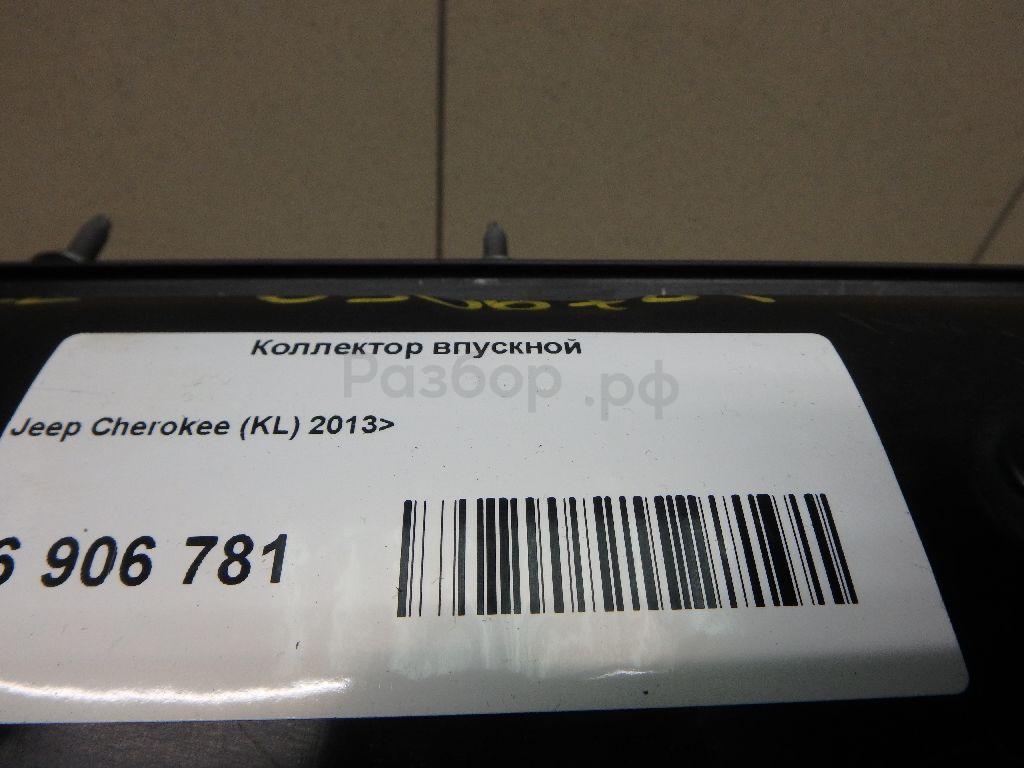 Коллектор впускной
Разбор.рф
Jeep Cherokee (KL) 2013>
6 906 781